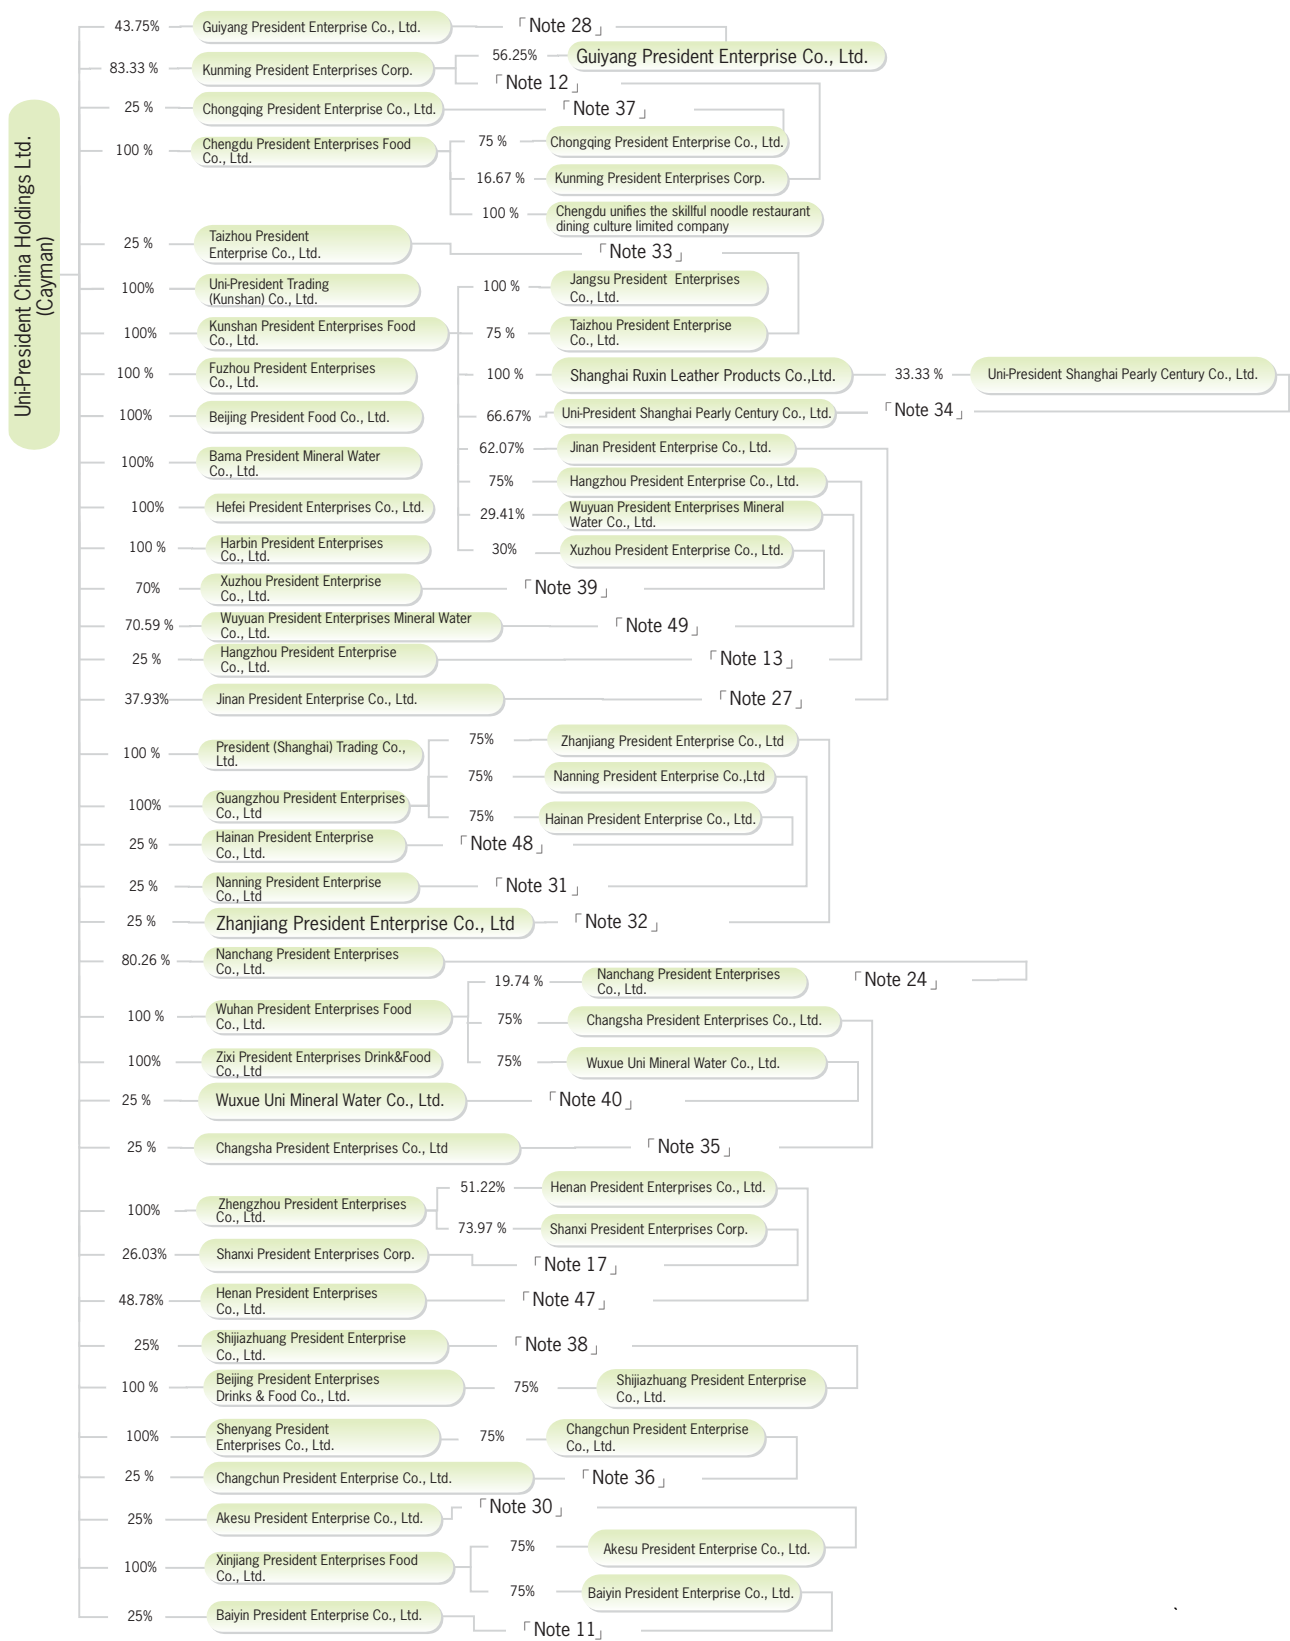 Uni-President China Holdings Ltd.
(Cayman)
43.75% Guiyang President Enterprise Co., Ltd. 「Note 28」
83.33 % Kunming President Enterprises Corp. 56.25% Guiyang President Enterprise Co., Ltd.
「Note 12」
25 % Chongqing President Enterprise Co., Ltd. 「Note 37」
100 % Chengdu President Enterprises Food
Co., Ltd.
75 % Chongqing President Enterprise Co., Ltd.
16.67 % Kunming President Enterprises Corp.
100 % Chengdu unifies the skillful noodle restaurant
dining culture limited company
25 % Taizhou President
Enterprise Co., Ltd.
「Note 33」
100% Uni-President Trading
(Kunshan) Co., Ltd.
100 % Jangsu President Enterprises
Co., Ltd.
100% Kunshan President Enterprises Food
Co., Ltd.
75 % Taizhou President Enterprise
Co., Ltd.
100 % Fuzhou President Enterprises
Co., Ltd.
100 % Shanghai Ruxin Leather Products Co.,Ltd. 33.33 % Uni-President Shanghai Pearly Century Co., Ltd.
100% Beijing President Food Co., Ltd. 66.67% Uni-President Shanghai Pearly Century Co., Ltd. 「Note 34」
100% Bama President Mineral Water
Co., Ltd.
62.07% Jinan President Enterprise Co., Ltd.
75% Hangzhou President Enterprise Co., Ltd.
100% Hefei President Enterprises Co., Ltd. 29.41% Wuyuan President Enterprises Mineral
Water Co., Ltd.
100 % Harbin President Enterprises
Co., Ltd.
30% Xuzhou President Enterprise Co., Ltd.
70% Xuzhou President Enterprise
Co., Ltd.
「Note 39」
70.59 % Wuyuan President Enterprises Mineral Water
Co., Ltd.
「Note 49」
25 % Hangzhou President Enterprise
Co., Ltd.
「Note 13」
37.93% Jinan President Enterprise Co., Ltd. 「Note 27」
100 % President (Shanghai) Trading Co.,
Ltd.
75% Zhanjiang President Enterprise Co., Ltd
75% Nanning President Enterprise Co.,Ltd
100% Guangzhou President Enterprises
Co., Ltd
75% Hainan President Enterprise Co., Ltd.
25 % Hainan President Enterprise
Co., Ltd.
「Note 48」
25 % Nanning President Enterprise
Co., Ltd
「Note 31」
25 % Zhanjiang President Enterprise Co., Ltd 「Note 32」
80.26 % Nanchang President Enterprises
Co., Ltd.
19.74 % Nanchang President Enterprises
Co., Ltd.
「Note 24」
100 % Wuhan President Enterprises Food
Co., Ltd.
75% Changsha President Enterprises Co., Ltd.
100% Zixi President Enterprises Drink&Food
Co., Ltd
75% Wuxue Uni Mineral Water Co., Ltd.
25 % Wuxue Uni Mineral Water Co., Ltd. 「Note 40」
25 % Changsha President Enterprises Co., Ltd 「Note 35」
51.22% Henan President Enterprises Co., Ltd.
100% Zhengzhou President Enterprises
Co., Ltd.
73.97 % Shanxi President Enterprises Corp.
26.03% Shanxi President Enterprises Corp. 「Note 17」
48.78% Henan President Enterprises
Co., Ltd.
「Note 47」
25% Shijiazhuang President Enterprise
Co., Ltd.
「Note 38」
100 % Beijing President Enterprises
Drinks & Food Co., Ltd.
75% Shijiazhuang President Enterprise
Co., Ltd.
100% Shenyang President
Enterprises Co., Ltd.
75% Changchun President Enterprise
Co., Ltd.
25 % Changchun President Enterprise Co., Ltd. 「Note 36」
25% Akesu President Enterprise Co., Ltd. 「Note 30」
75% Akesu President Enterprise Co., Ltd.
100% Xinjiang President Enterprises Food
Co., Ltd.
75% Baiyin President Enterprise Co., Ltd.
25% Baiyin President Enterprise Co., Ltd. 「Note 11」